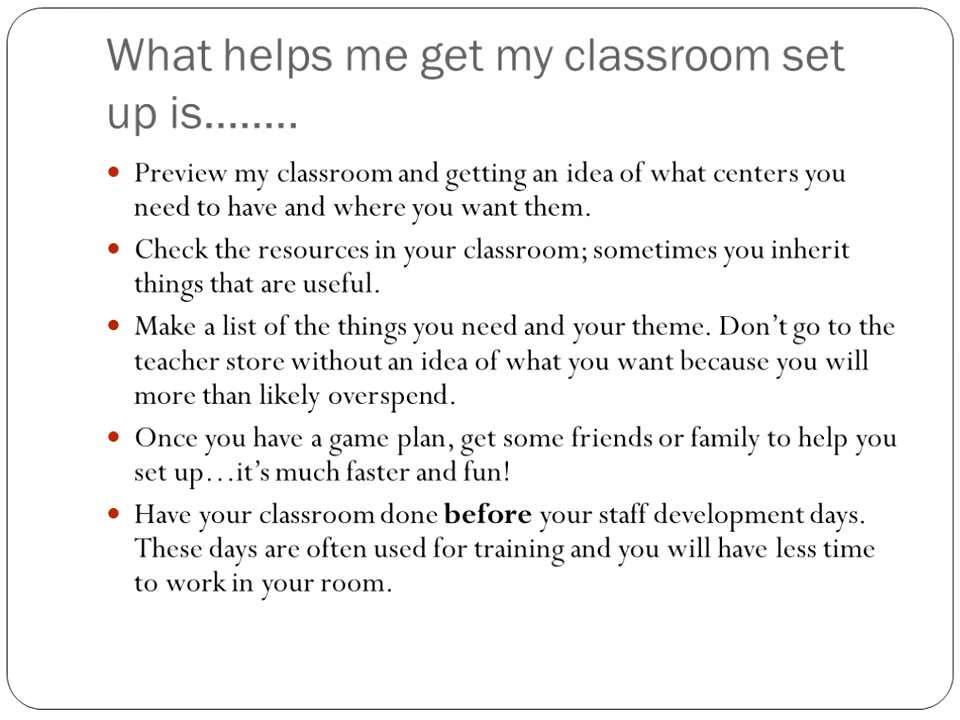 What helps me get my classroom set
up is........
• Preview my classroom and getting an idea of what centers you
need to have and where you want them.
• Check the resources in your classroom; sometimes you inherit
things that are useful.
• Make a list of the things you need and your theme. Don’t go to the
teacher store without an idea of what you want because you will
more than likely overspend.
• Once you have a game plan, get some friends or family to help you
set up…it’s much faster and fun!
• Have your classroom done before your staff development days.
These days are often used for training and you will have less time
to work in your room.